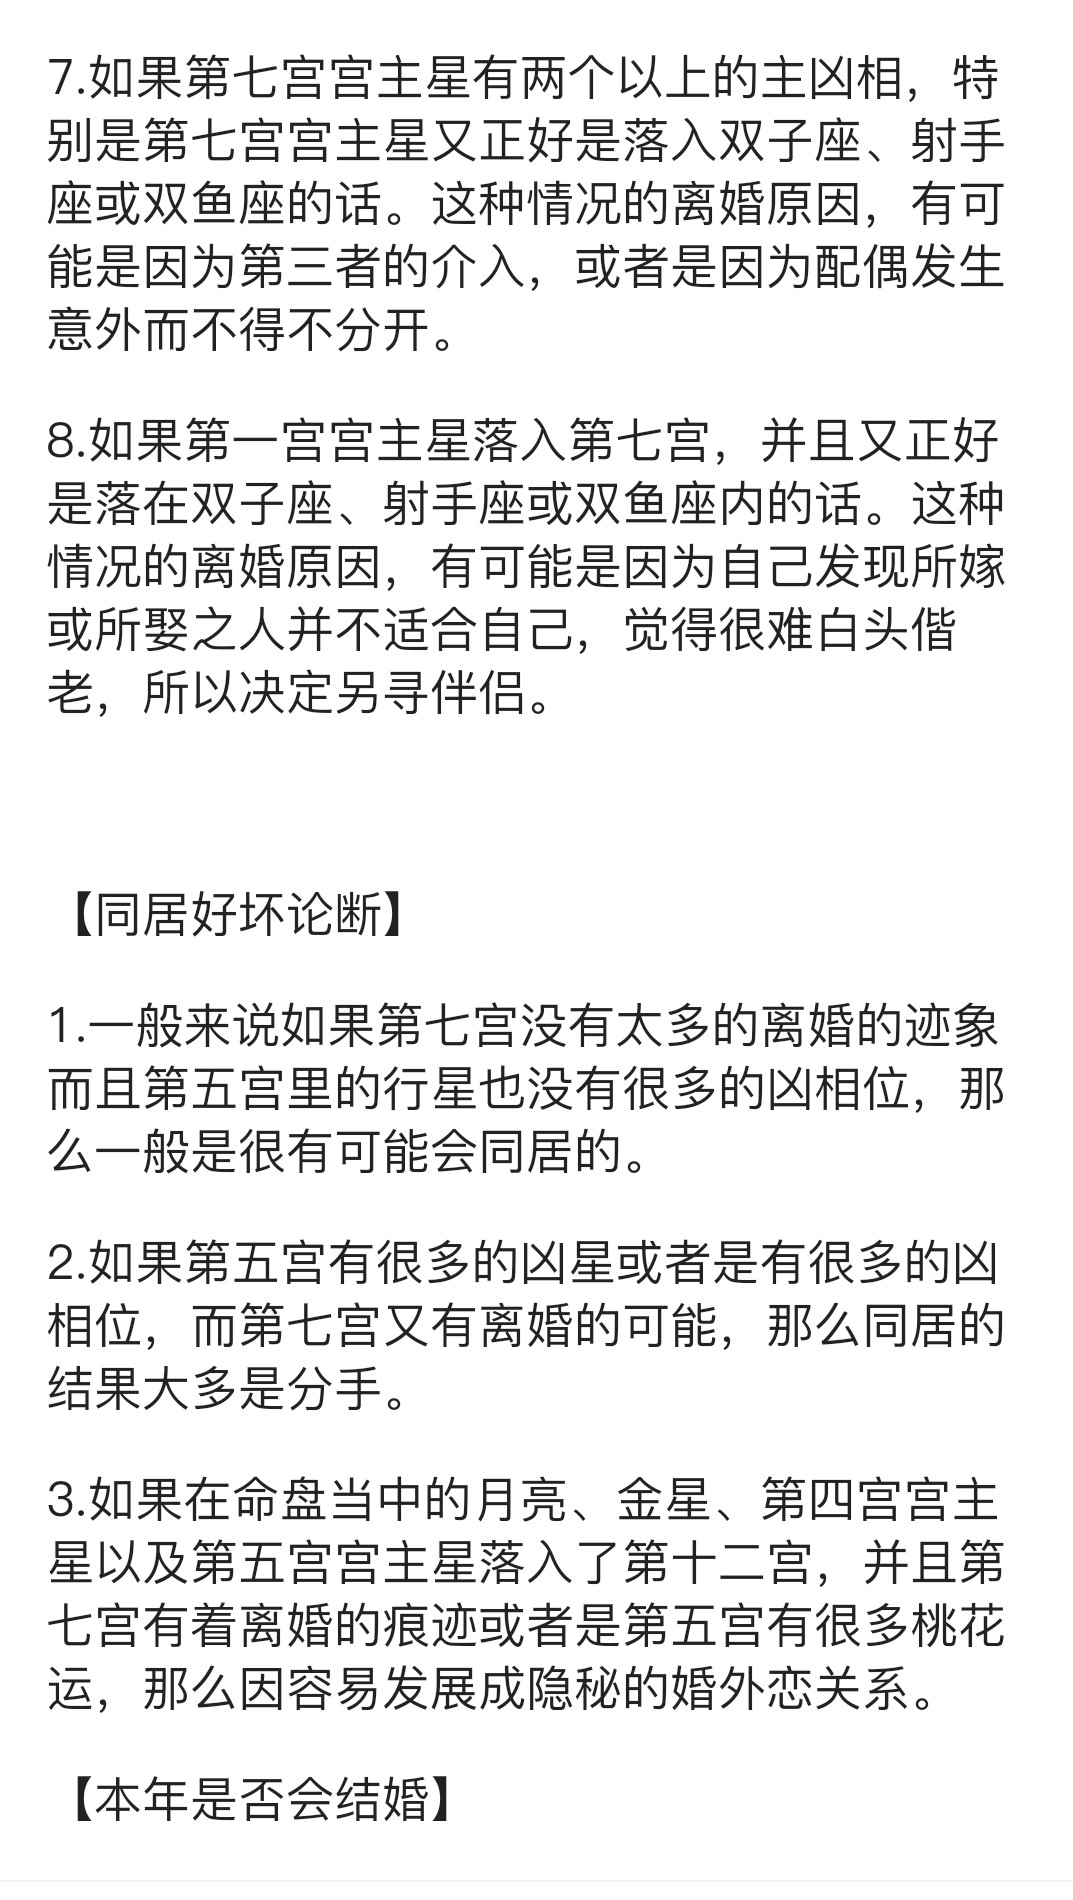 7.如果第七宫宫主星有两个以上的主凶相，特
别是第七宫宫主星又正好是落入双子座、射手
座或双鱼座的话。这种情况的离婚原因，有可
能是因为第三者的介入，或者是因为配偶发生
意外而不得不分开。
8.如果第一宫宫主星落入第七宫，并且又正好
是落在双子座、射手座或双鱼座内的话。这种
情况的离婚原因，有可能是因为自己发现所嫁
或所娶之人并不适合自己，觉得很难白头偕
老，所以决定另寻伴侣。
【同居好坏论断】
1.一般来说如果第七宫没有太多的离婚的迹象
而且第五宫里的行星也没有很多的凶相位，那
么一般是很有可能会同居的。
2.如果第五宫有很多的凶星或者是有很多的凶
相位，而第七宫又有离婚的可能，那么同居的
结果大多是分手。
3.如果在命盘当中的月亮、金星、第四宫宫主
星以及第五宫宫主星落入了第十二宫，并且第
七宫有着离婚的痕迹或者是第五宫有很多桃花
运，那么因容易发展成隐秘的婚外恋关系。
【本年是否会结婚】